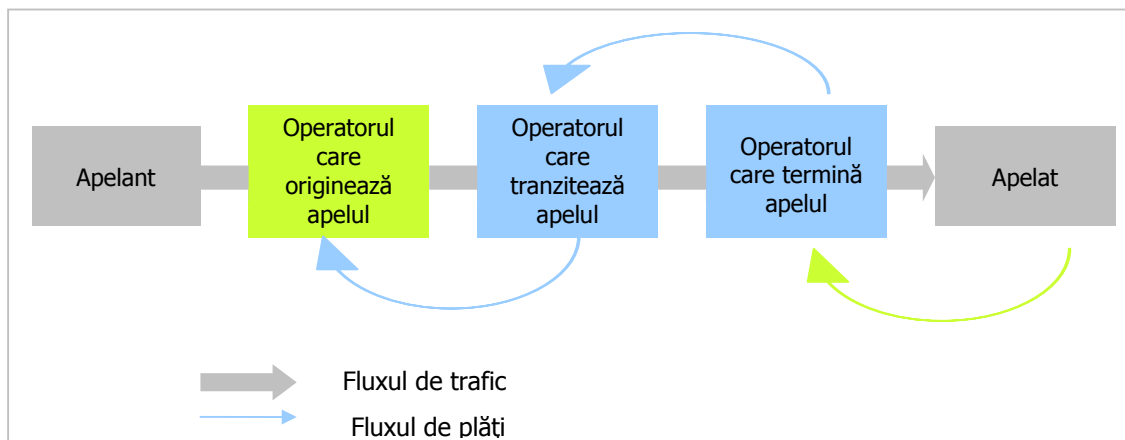 Apelant
Operatorul
care
originează
apelul
Operatorul
care
tranzitează
apelul
Operatorul
care termină
apelul
Apelat
Fluxul de trafic
Fluxul de plăți